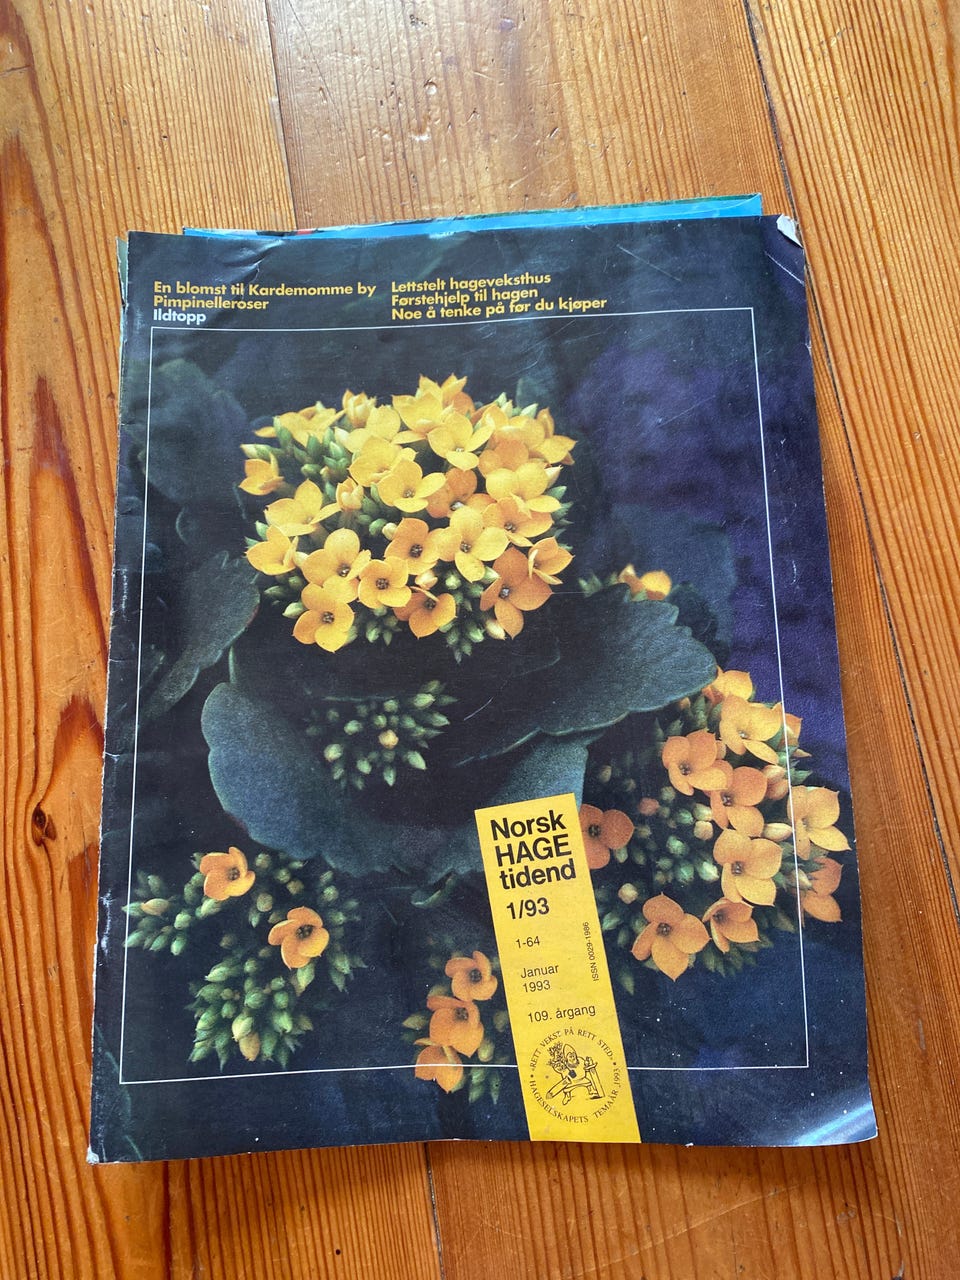 En blomst til Kardemomme by
Pimpinelleroser
Ildtopp
Lettstelt hageveksthus
Førstehjelp til hagen
Noe å tenke på før du kjøper
Norsk
HAGE
tidend
1/93
1-64
Januar
1993
109. årgang
ISSN 0029-1986
«RETT VEKST PÅ RETT STED»
HAGESELSKAPETS TEMAÅR 1993